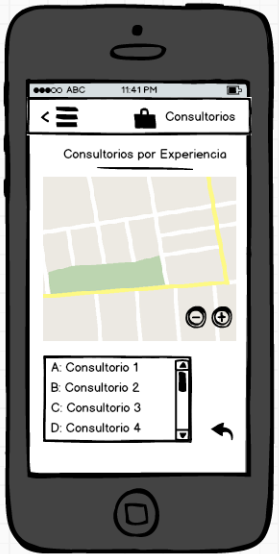 ABC 11:41 PM
Consultorios
Consultorios por Experiencia
A: Consultorio 1
B: Consultorio 2
C: Consultorio 3
D: Consultorio 4